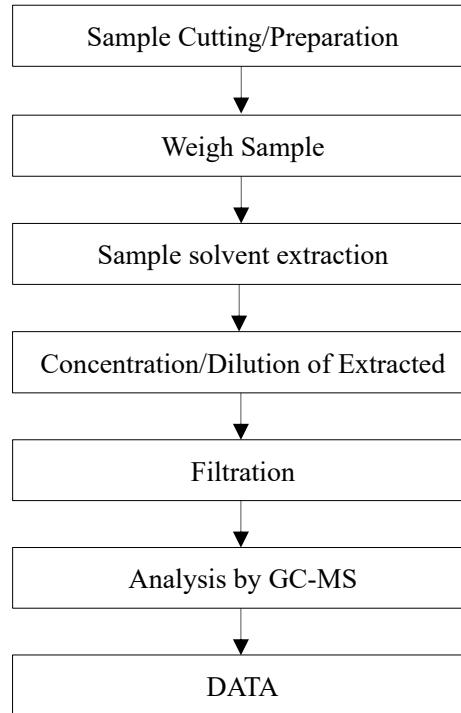 Sample Cutting/Preparation
Weigh Sample
Sample solvent extraction
Concentration/Dilution of Extracted
Filtration
Analysis by GC-MS
DATA